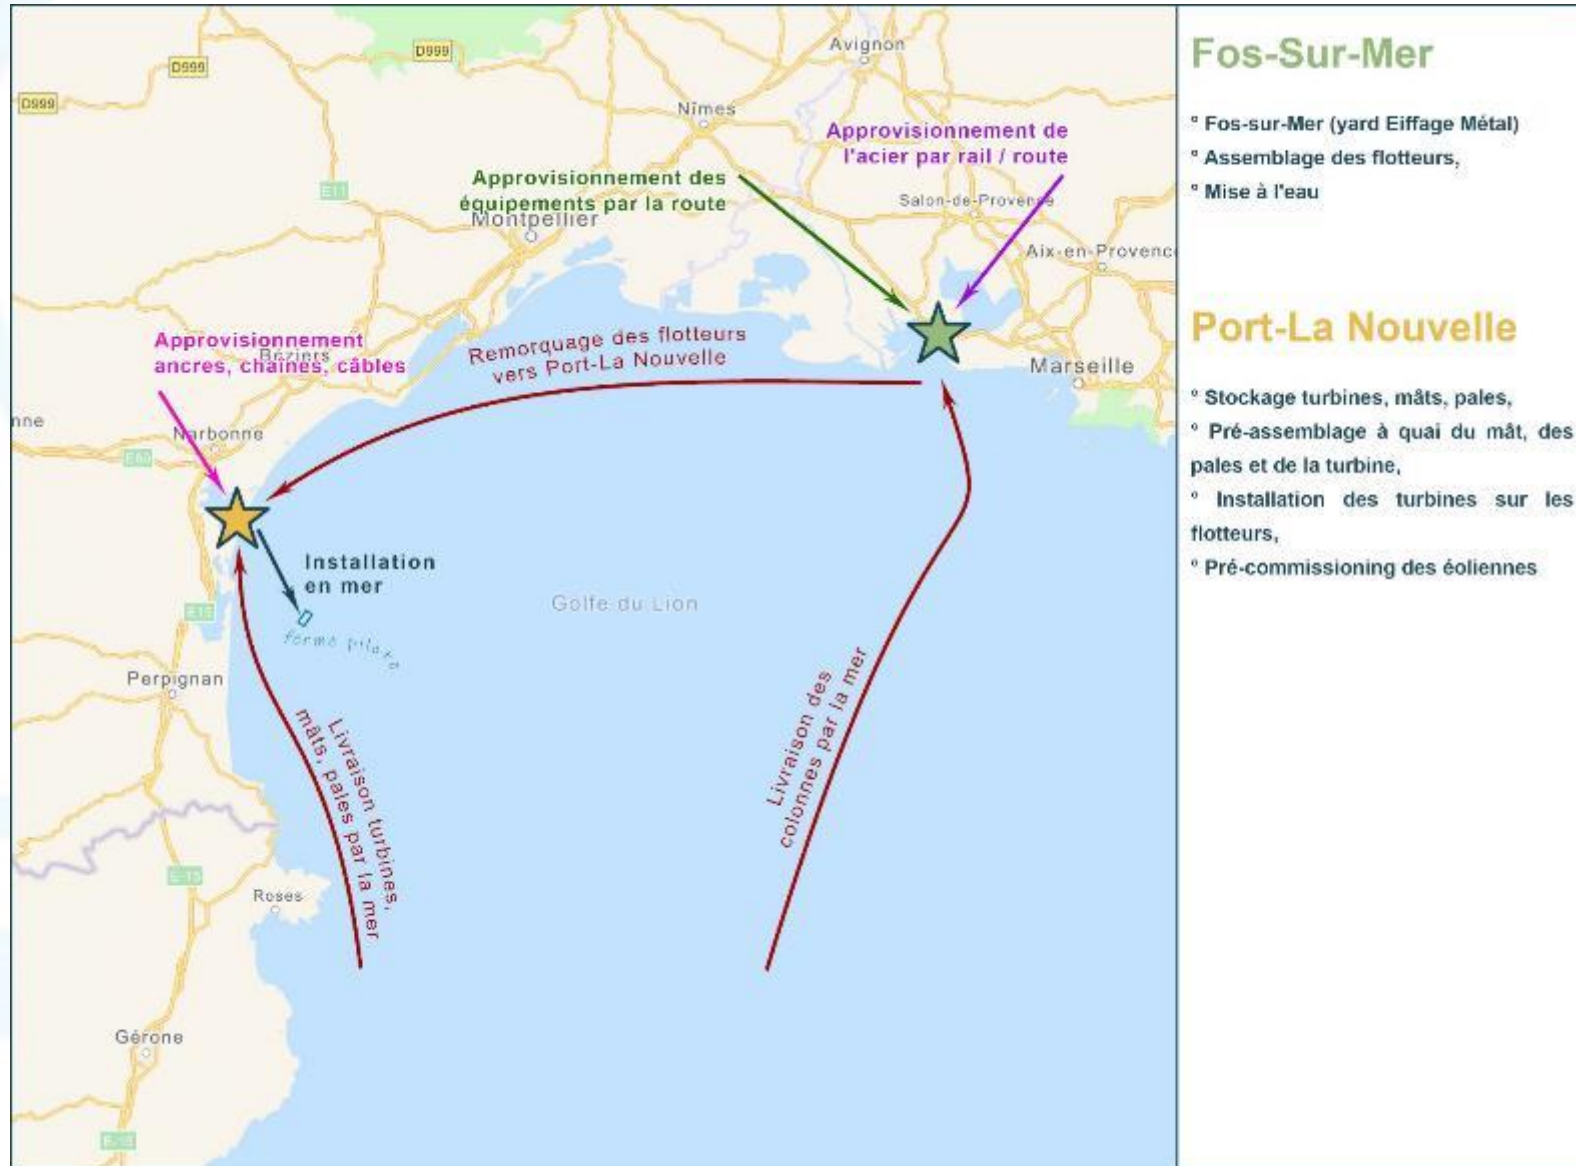 D999
D999
D999
Avignon
Nîmes
Approvisionnement de
l'acier par rail / route
E11
Approvisionnement des
équipements par la route
Salon-de-Provence
Montpellier
Aix-en-Provenc
Approvisionnement
Béziers
ancres, chaînes, câbles
Remorquage des flotteurs
vers Port-La Nouvelle
Marseille
nne
Narbonne
E80
Installation
en mer
Golfe du Lion
E15
ferme pilote
Perpignan
Livraison des
colonnes par la mer
Livraison turbines,
mâts, pales par la mer
E-15
Roses
Gérone
E-15
Fos-Sur-Mer
° Fos-sur-Mer (yard Eiffage Métal)
° Assemblage des flotteurs,
° Mise à l'eau
Port-La Nouvelle
° Stockage turbines, mâts, pales,
° Pré-assemblage à quai du mât, des
pales et de la turbine,
° Installation des turbines sur les
flotteurs,
° Pré-commissioning des éoliennes